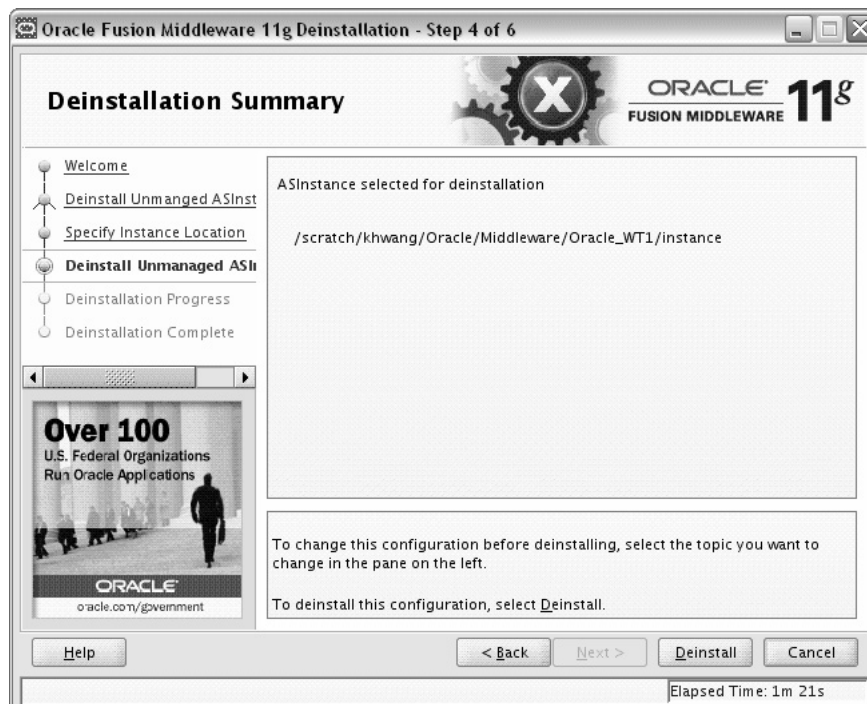 Oracle Fusion Middleware 11g Deinstallation - Step 4 of 6
Deinstallation Summary
ORACLE
FUSION MIDDLEWARE
11g
Welcome
Deinstall Unmanged ASInst
Specify Instance Location
Deinstall Unmanaged ASI
Deinstallation Progress
Deinstallation Complete
ASInstance selected for deinstallation
/scratch/khwang/Oracle/Middleware/Oracle_WT1/instance
Over 100
U.S. Federal Organizations
Run Oracle Applications
ORACLE
oracle.com/government
To change this configuration before deinstalling, select the topic you want to
change in the pane on the left.
To deinstall this configuration, select Deinstall.
Help
< Back
Next >
Deinstall
Cancel
Elapsed Time: 1m 21s